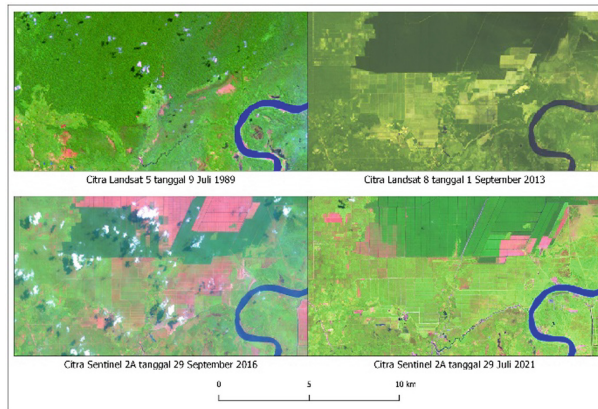 Citra Landsat 5 tanggal 9 Juli 1989
Citra Landsat 8 tanggal 1 September 2013
Citra Sentinel 2A tanggal 29 September 2016
Citra Sentinel 2A tanggal 29 Juli 2021
0 5 10 km